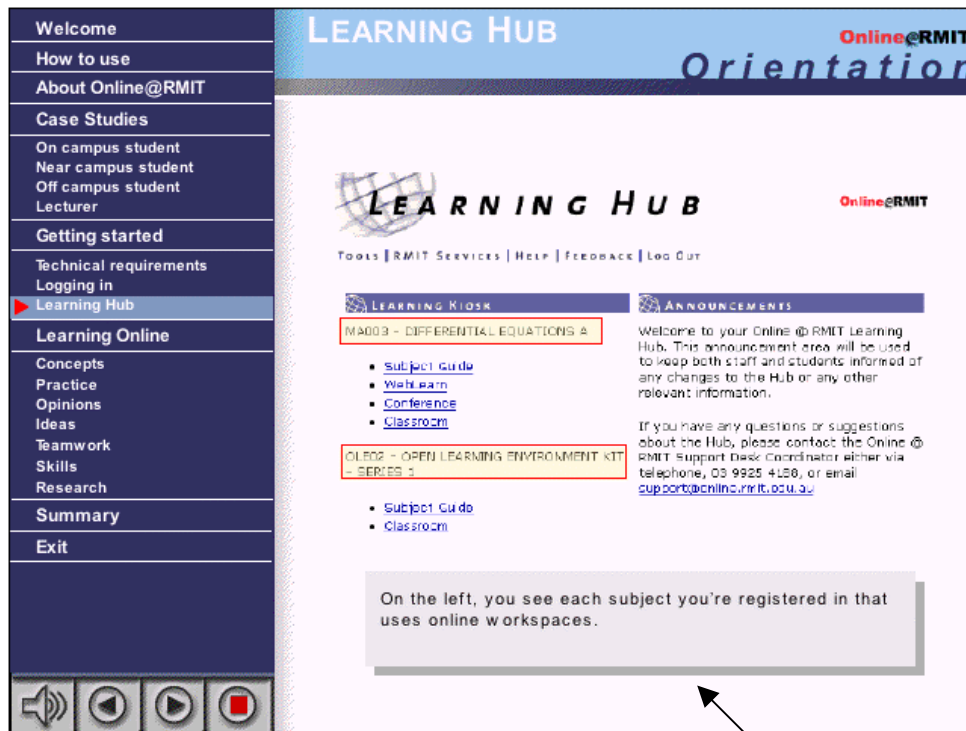 Welcome
How to use
About Online@RMIT
Case Studies
On campus student
Near campus student
Off campus student
Lecturer
Getting started
Technical requirements
Logging in
Learning Hub
Learning Online
Concepts
Practice
Opinions
Ideas
Teamwork
Skills
Research
Summary
Exit
LEARNING HUB
Online@RMIT
Orientation
LEARNING HUB
Online@RMIT
TOOLS | RMIT SERVICES | HELP | FEEDBACK | LOG OUT
LEARNING KIOSK
MA003 - DIFFERENTIAL EQUATIONS A
• Subject Guide
• WebLearn
• Conference
• Classroom
OLE02 - OPEN LEARNING ENVIRONMENT KIT
- SERIES
• Subject Guide
• Classroom
ANNOUNCEMENTS
Welcome to your Online @ RMIT Learning
Hub. This announcement area will be used
to keep both staff and students informed of
any changes to the Hub or any other
relevant information.
If you have any questions or suggestions
about the Hub, please contact the Online @
RMIT Support Desk Coordinator either via
telephone, 03 9925 or email
support@online.rmit.edu.au
On the left, you see each subject you're registered in that
uses online workspaces.